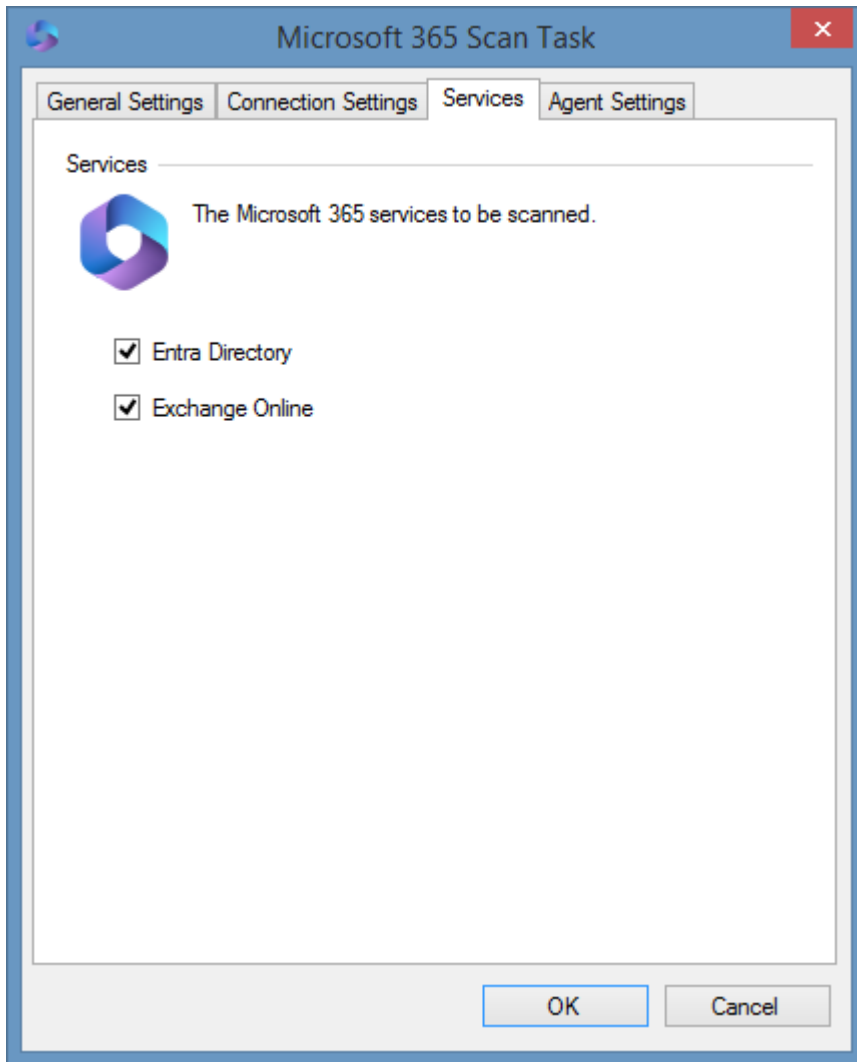 Microsoft 365 Scan Task
General Settings Connection Settings Services Agent Settings
Services
The Microsoft 365 services to be scanned.
Entra Directory
Exchange Online
OK Cancel